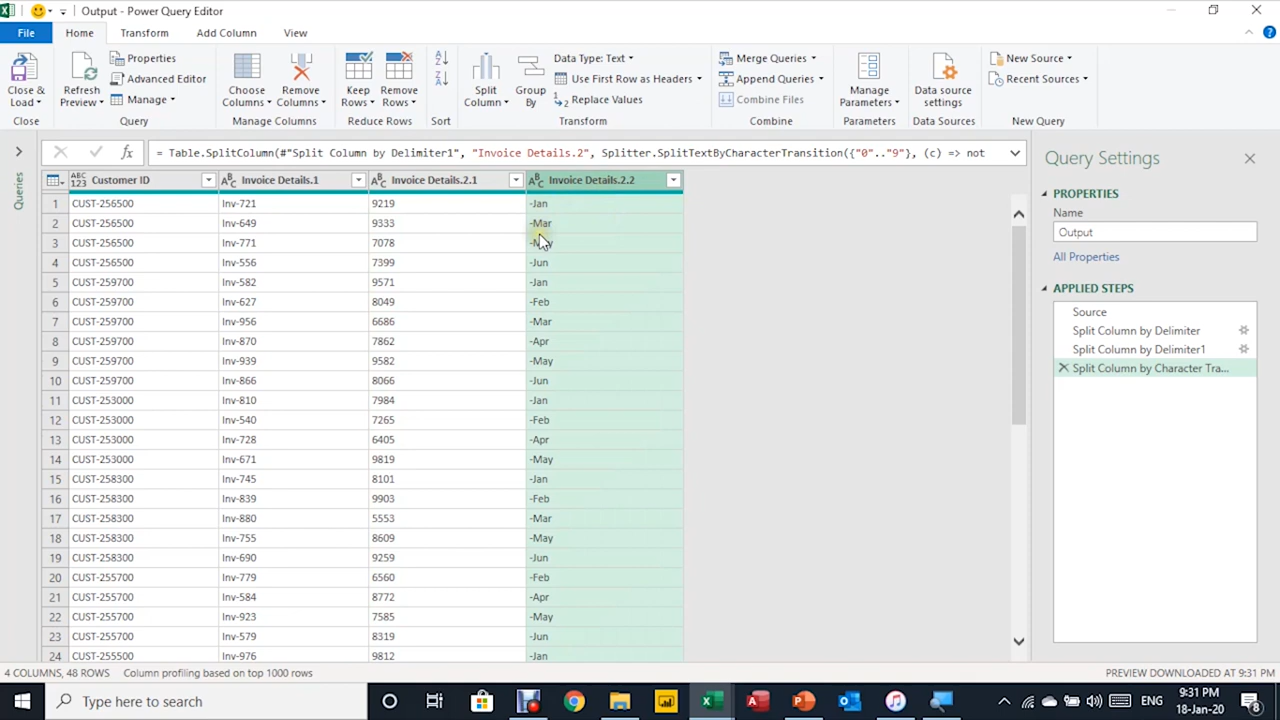 Output - Power Query Editor
File Home Transform Add Column View
Properties Data Type: Text Merge Queries New Source
Advanced Editor Use First Row as Headers Append Queries Recent Sources
Close & Load Refresh Preview Manage Choose Columns Remove Columns Keep Rows Remove Rows Split Column Group By Replace Values Combine Files Manage Parameters Data source settings
Close Query Manage Columns Reduce Rows Sort Transform Combine Parameters Data Sources New Query
fx = Table.SplitColumn(#"Split Column by Delimiter1", "Invoice Details.2", Splitter.SplitTextByCharacterTransition({"0".."9"}, (c) => not
Queries
ABC 123 Customer ID ABC Invoice Details.1 ABC Invoice Details.2.1 ABC Invoice Details.2.2
1 CUST-256500 Inv-721 9219 -Jan
2 CUST-256500 Inv-649 9333 -Mar
3 CUST-256500 Inv-771 7078 -May
4 CUST-256500 Inv-556 7399 -Jun
5 CUST-259700 Inv-582 9571 -Jan
6 CUST-259700 Inv-627 8049 -Feb
7 CUST-259700 Inv-956 6686 -Mar
8 CUST-259700 Inv-870 7862 -Apr
9 CUST-259700 Inv-939 9582 -May
10 CUST-259700 Inv-866 8066 -Jun
11 CUST-253000 Inv-810 7984 -Jan
12 CUST-253000 Inv-540 7265 -Feb
13 CUST-253000 Inv-728 6405 -Apr
14 CUST-253000 Inv-671 9819 -May
15 CUST-258300 Inv-745 8101 -Jan
16 CUST-258300 Inv-839 9903 -Feb
17 CUST-258300 Inv-880 5553 -Mar
18 CUST-258300 Inv-755 8609 -May
19 CUST-258300 Inv-690 9259 -Jun
20 CUST-255700 Inv-779 6560 -Feb
21 CUST-255700 Inv-584 8772 -Apr
22 CUST-255700 Inv-923 7585 -May
23 CUST-255700 Inv-579 8319 -Jun
24 CUST-255500 Inv-976 9812 -Jan
Query Settings
PROPERTIES
Name
Output
All Properties
APPLIED STEPS
Source
Split Column by Delimiter
Split Column by Delimiter1
Split Column by Character Tra...
4 COLUMNS, 48 ROWS Column profiling based on top 1000 rows PREVIEW DOWNLOADED AT 9:31 PM
Type here to search
ENG
9:31 PM
18-Jan-20
8